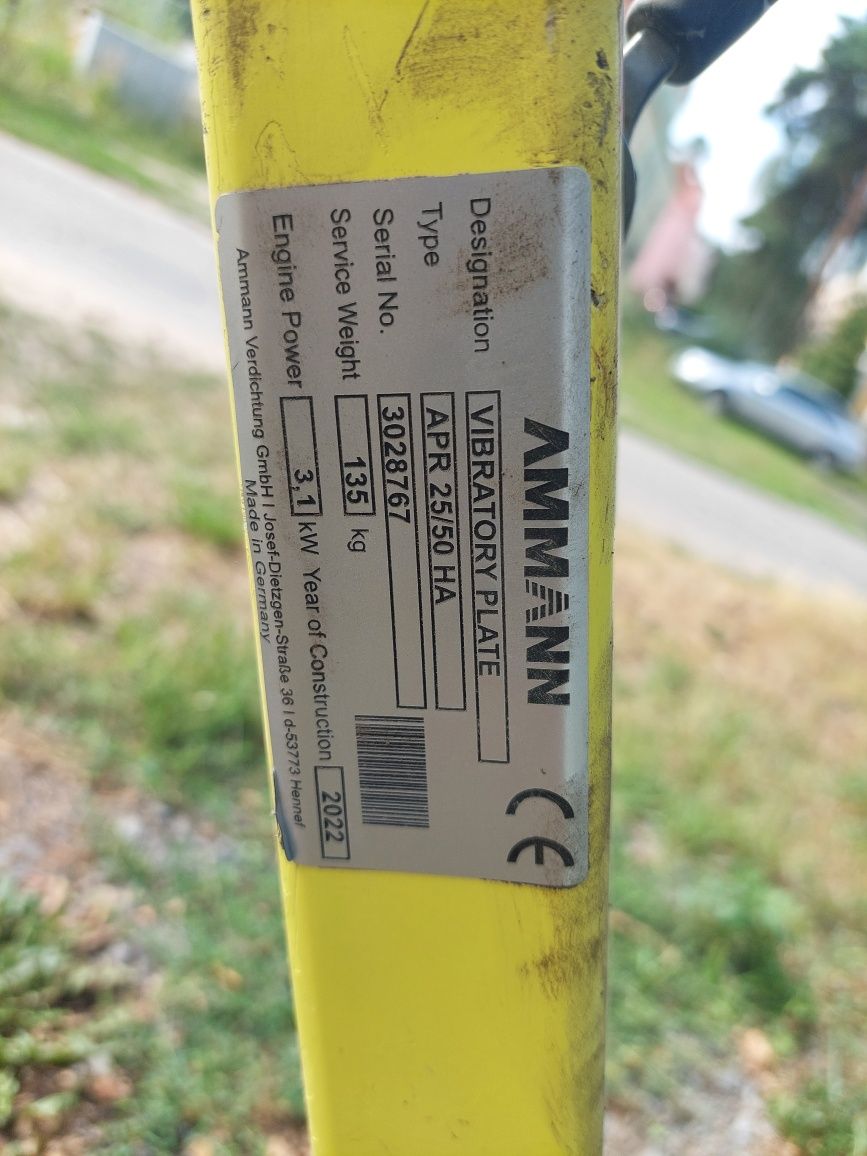 AMMANN
CE
Designation VIBRATORY PLATE
Type APR 25/50 HA
Serial No. 3028767
Service Weight 135 kg
Engine Power 3,1 kW Year of Construction 2022
Ammann Verdichtung GmbH I Josef-Dietzgen-Straße 36 I d-53773 Hennef
Made in Germany